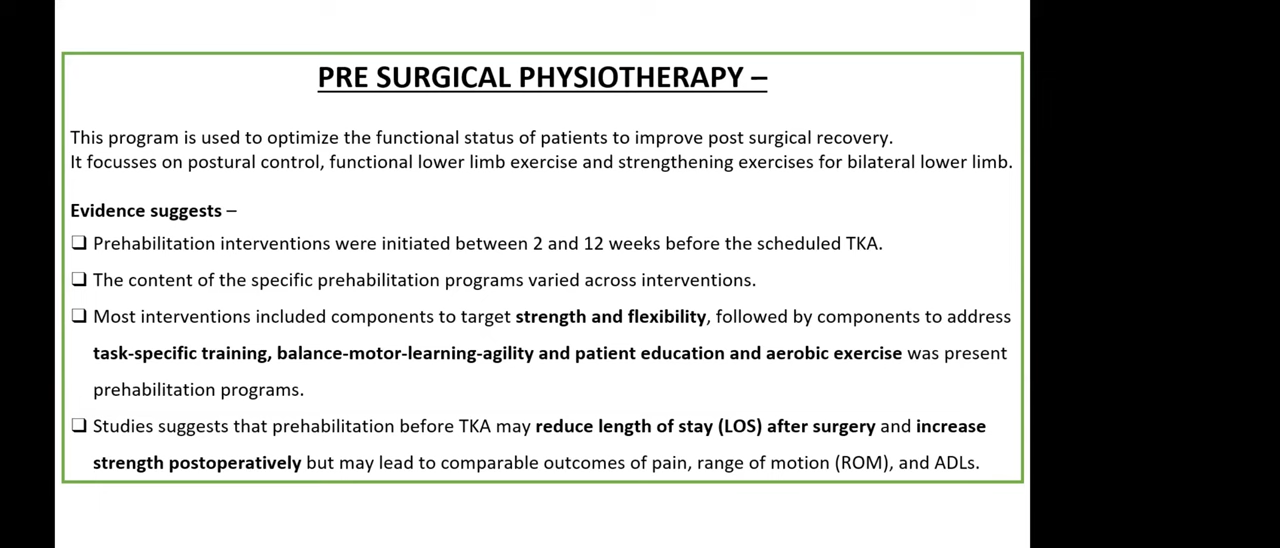 PRE SURGICAL PHYSIOTHERAPY –
This program is used to optimize the functional status of patients to improve post surgical recovery.
It focusses on postural control, functional lower limb exercise and strengthening exercises for bilateral lower limb.
Evidence suggests –
❑ Prehabilitation interventions were initiated between 2 and 12 weeks before the scheduled TKA.
❑ The content of the specific prehabilitation programs varied across interventions.
❑ Most interventions included components to target strength and flexibility, followed by components to address
task-specific training, balance-motor-learning-agility and patient education and aerobic exercise was present
prehabilitation programs.
❑ Studies suggests that prehabilitation before TKA may reduce length of stay (LOS) after surgery and increase
strength postoperatively but may lead to comparable outcomes of pain, range of motion (ROM), and ADLs.